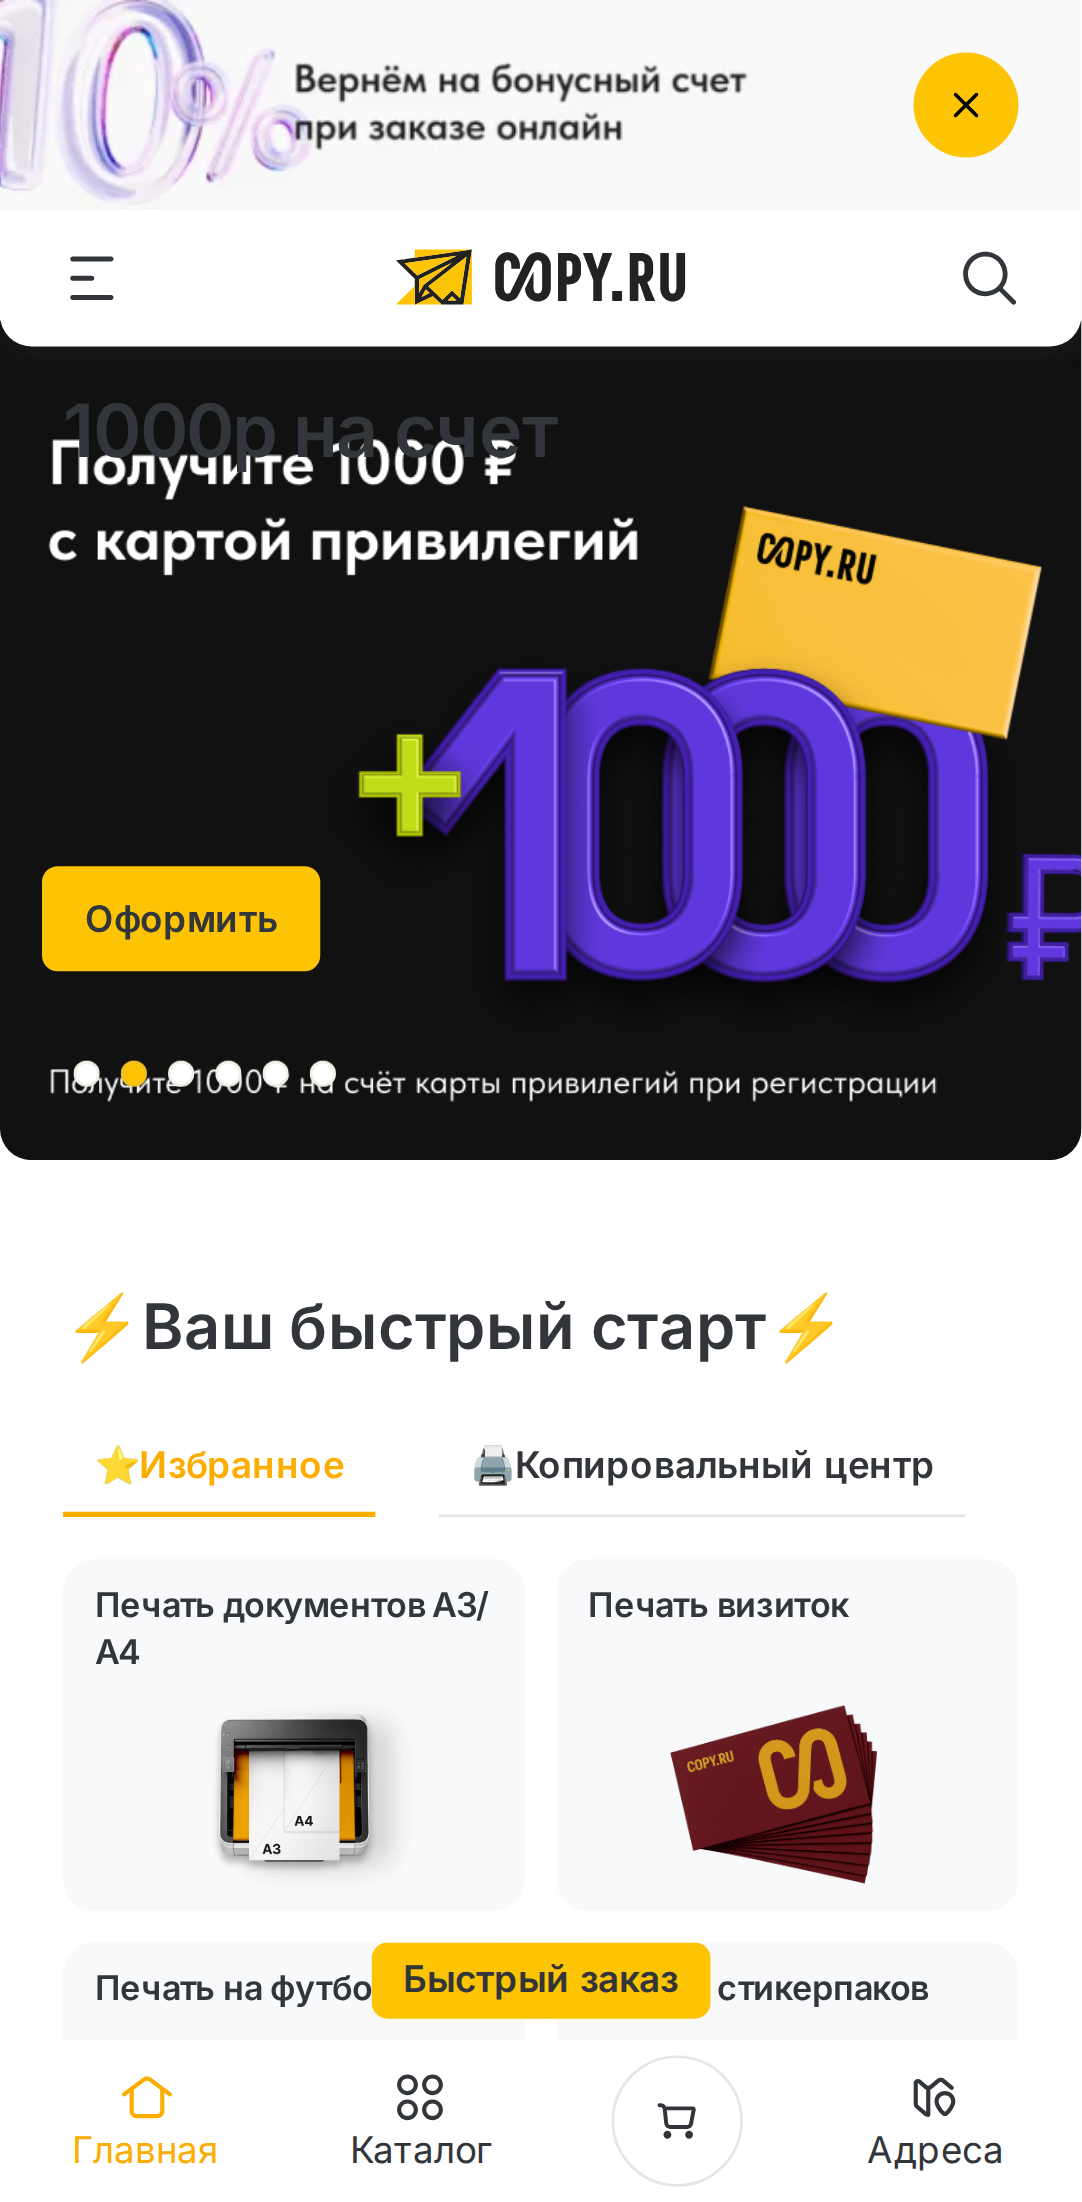 10%
Вернём на бонусный счет
при заказе онлайн
COPY.RU
1000р на счет
Получите 1000 ₽
с картой привилегий
COPY.RU
+1000
₽
Оформить
Получите 1000 ₽ на счёт карты привилегий при регистрации
⚡Ваш быстрый старт⚡
⭐Избранное
🖨️Копировальный центр
Печать документов А3/
А4
Печать визиток
A4
A3
COPY.RU
Печать на футбо
Быстрый заказ
стикерпаков
Главная
Каталог
Адреса